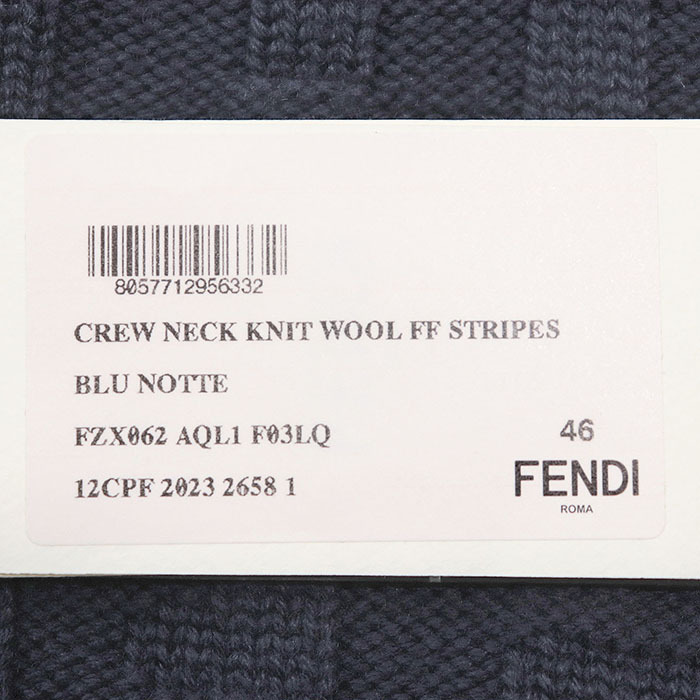 8057712956332
CREW NECK KNIT WOOL FF STRIPES
BLU NOTTE
FZX062 AQL1 F03LQ
12CPF 2023 2658 1
46
FENDI
ROMA